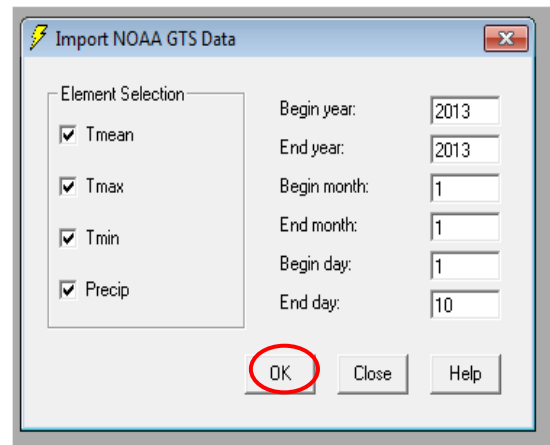 Import NOAA GTS Data
Element Selection
Tmean
Tmax
Tmin
Precip
Begin year: 2013
End year: 2013
Begin month: 1
End month: 1
Begin day: 1
End day: 10
OK Close Help